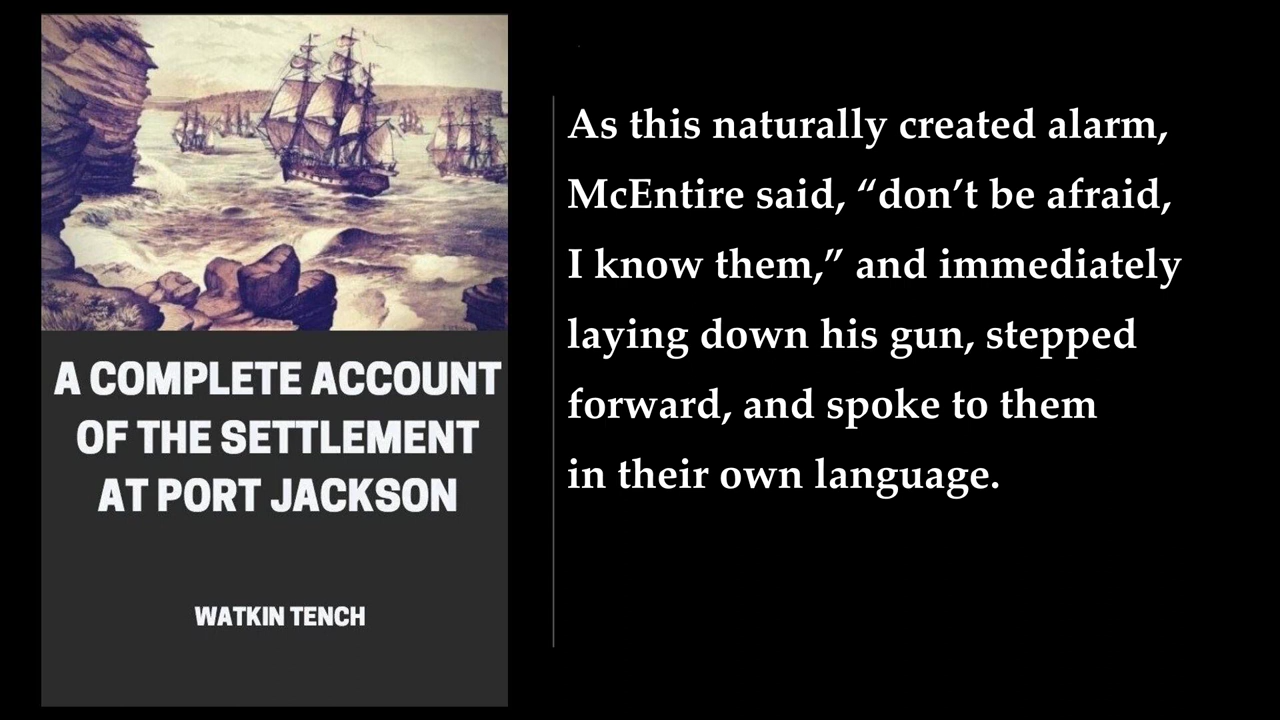 A COMPLETE ACCOUNT
OF THE SETTLEMENT
AT PORT JACKSON
WATKIN TENCH
As this naturally created alarm,
McEntire said, “don’t be afraid,
I know them,” and immediately
laying down his gun, stepped
forward, and spoke to them
in their own language.